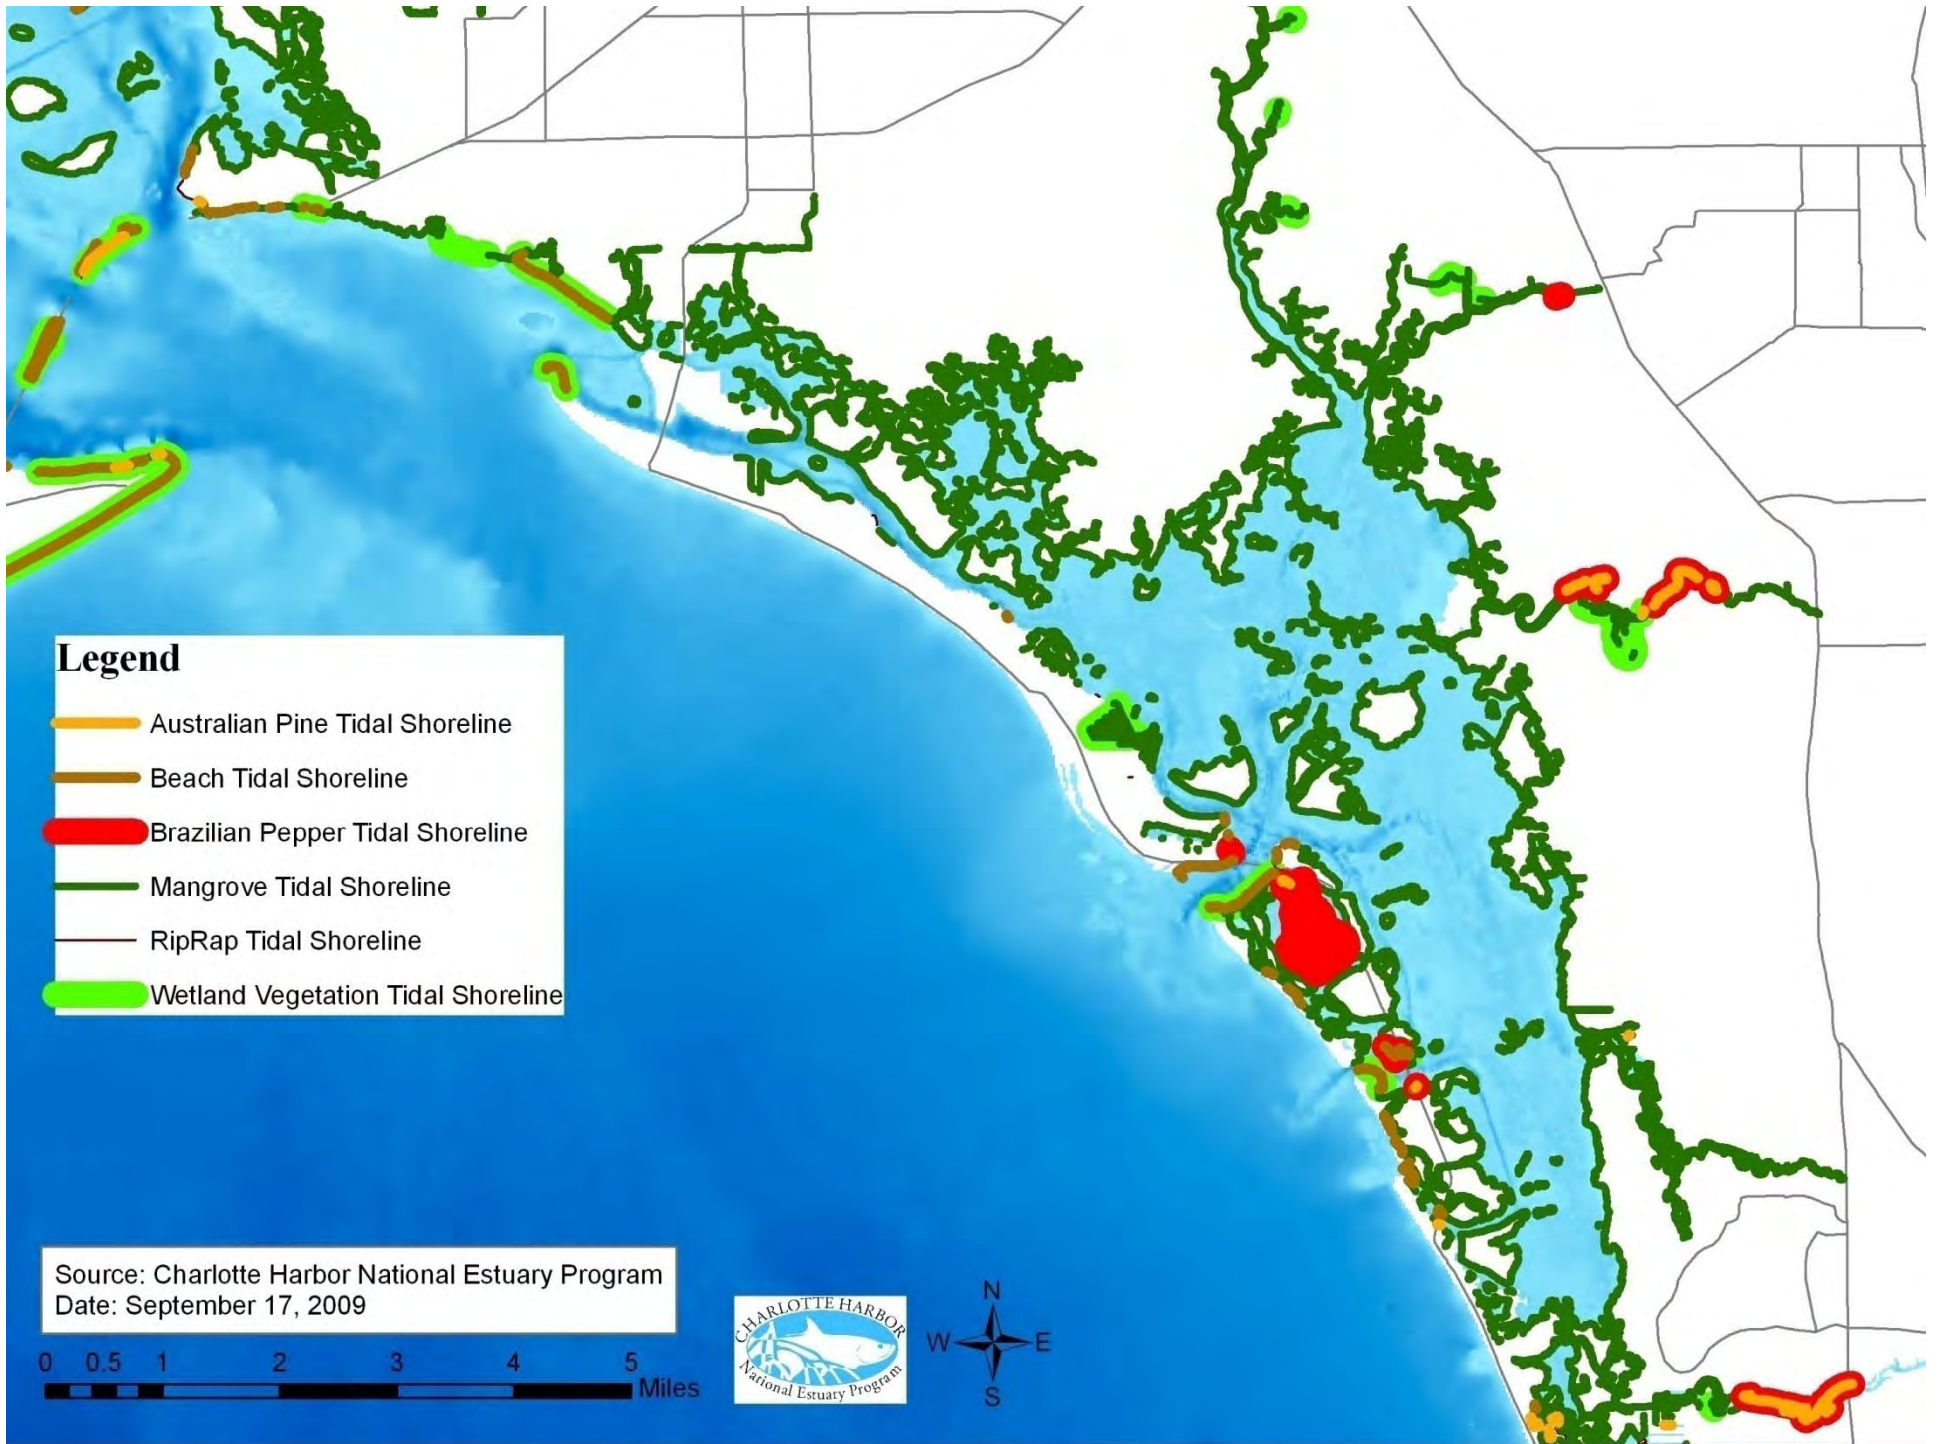 Legend
Australian Pine Tidal Shoreline
Beach Tidal Shoreline
Brazilian Pepper Tidal Shoreline
Mangrove Tidal Shoreline
RipRap Tidal Shoreline
Wetland Vegetation Tidal Shoreline
Source: Charlotte Harbor National Estuary Program
Date: September 17, 2009
0 0.5 1 2 3 4 5
Miles
CHARLOTTE HARBOR
National Estuary Program
N
W E
S